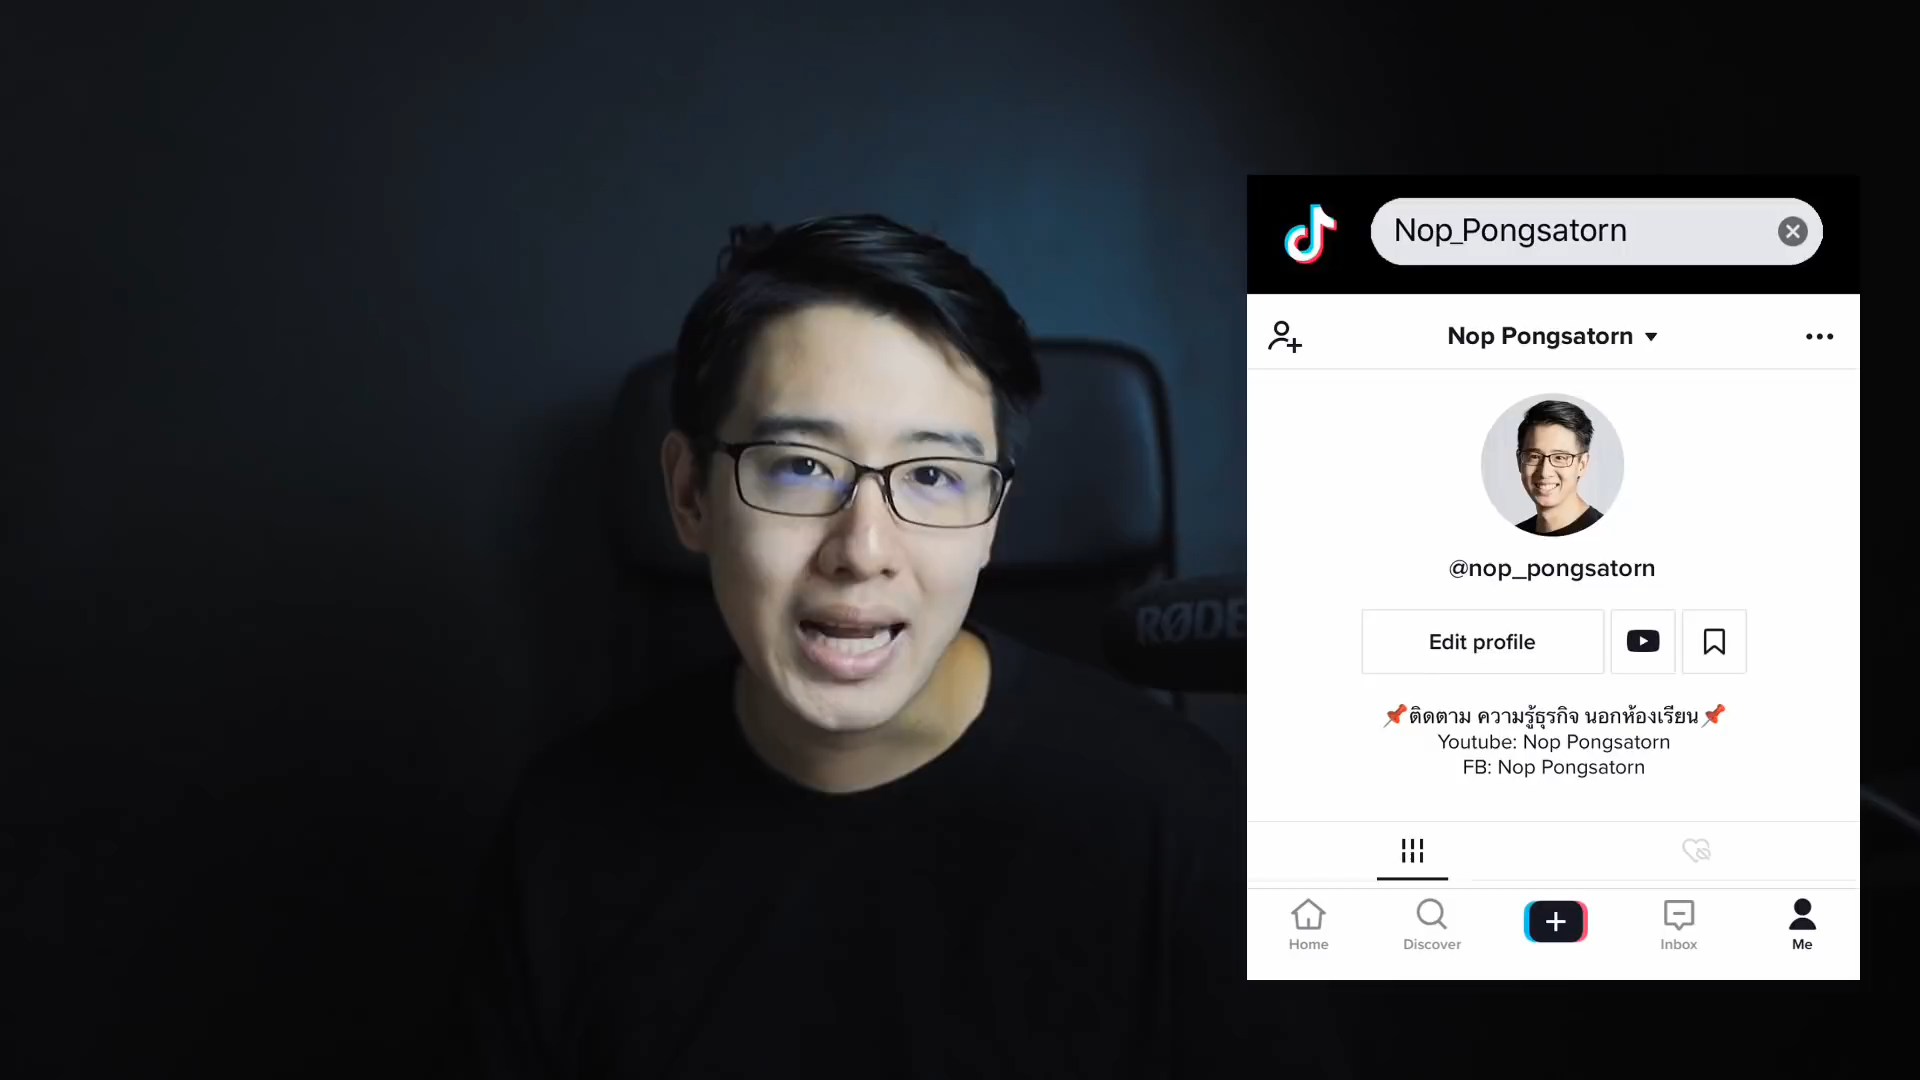 Nop_Pongsatorn
Nop Pongsatorn
@nop_pongsatorn
Edit profile
📌ติดตาม ความรู้ธุรกิจ นอกห้องเรียน📌
Youtube: Nop Pongsatorn
FB: Nop Pongsatorn
Home
Discover
Inbox
Me
RØDE